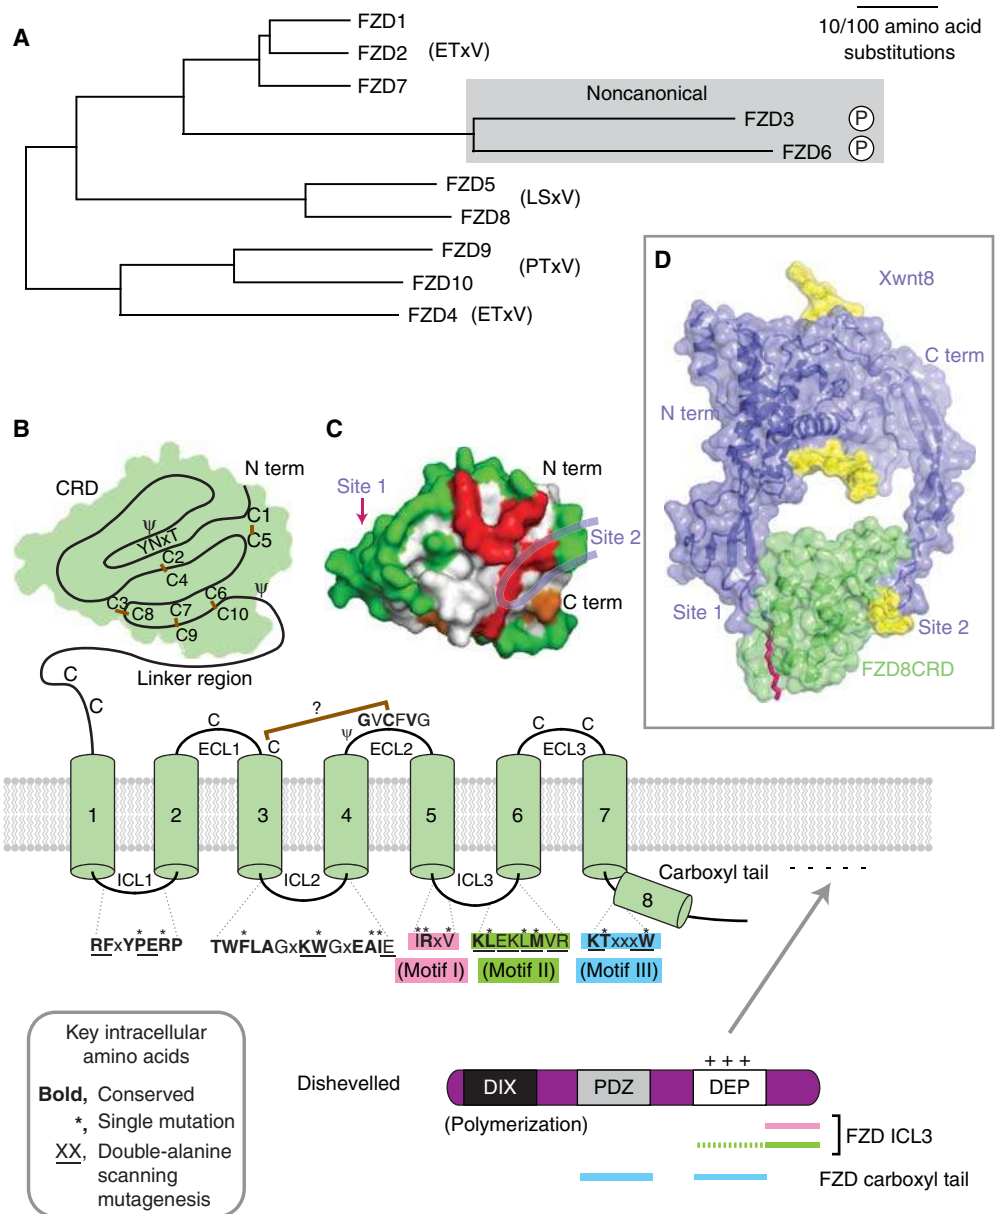 A
10/100 amino acid
substitutions
FZD1
FZD2
(ETxV)
FZD7
Noncanonical
FZD3
P
FZD6
P
FZD5
(LSxV)
FZD8
FZD9
(PTxV)
FZD10
FZD4
(ETxV)
B
CRD
N term
ψ
YNxT
C1
C5
C2
C4
ψ
C3
C8
C7
C9
C6
C10
Linker region
C
C
C
Site 1
N term
Site 2
C term
D
Xwnt8
C term
N term
Site 1
Site 2
FZD8CRD
C
ECL1
C
?
ψ
GVCFVG
ECL2
C
C
ECL3
1
2
3
4
5
6
7
8
Carboxyl tail
- - - - -
ICL1
ICL2
ICL3
RFxYPERP
* *
TWFLAGxKWGxEAIE
* * **
IRxV
** *
KLEKLMVR
* **
KTxxxW
* *
(Motif I)
(Motif II)
(Motif III)
Key intracellular
amino acids
Bold, Conserved
*, Single mutation
XX, Double-alanine
scanning
mutagenesis
Dishevelled
+ + +
DIX
PDZ
DEP
(Polymerization)
FZD ICL3
FZD carboxyl tail